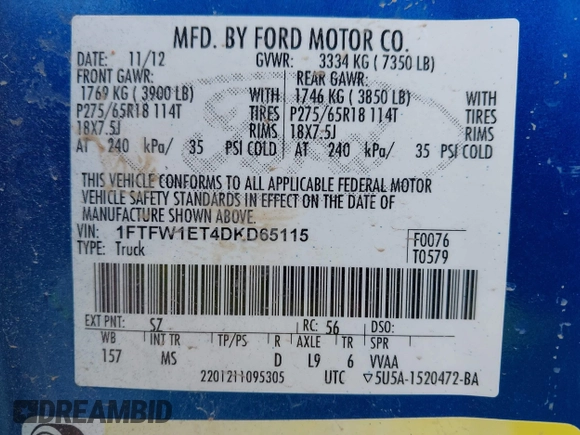 MFD. BY FORD MOTOR CO.
DATE: 11/12 GVWR: 3334 KG ( 7350 LB)
FRONT GAWR: REAR GAWR:
1769 KG ( 3900 LB) WITH 1746 KG ( 3850 LB) WITH
P275/65R18 114T TIRES P275/65R18 114T TIRES
18X7.5J RIMS 18X7.5J RIMS
AT 240 kPa/ 35 PSI COLD AT 240 kPa/ 35 PSI COLD
THIS VEHICLE CONFORMS TO ALL APPLICABLE FEDERAL MOTOR
VEHICLE SAFETY STANDARDS IN EFFECT ON THE DATE OF
MANUFACTURE SHOWN ABOVE.
VIN: 1FTFW1ET4DKD65115 F0076
TYPE: Truck T0579
EXT PNT: SZ RC: 56 DSO:
WB INT TR TP/PS R AXLE TR SPR
157 MS D L9 6 VVAA
2201211095305 UTC ▽5U5A-1520472-BA
DREAMBID